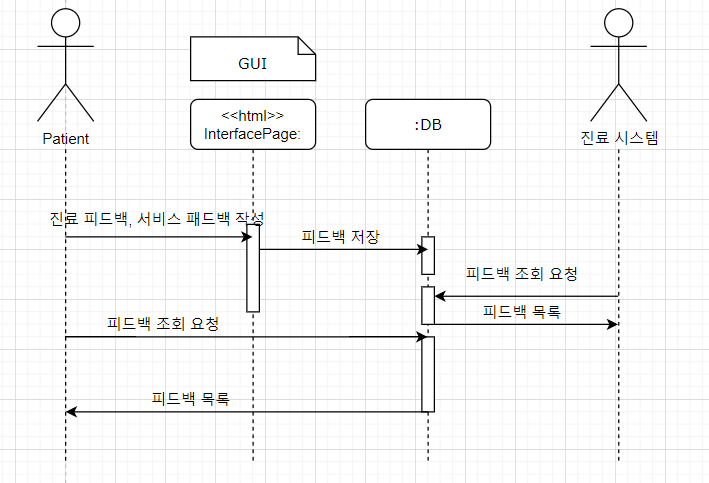 GUI
<<html>>
InterfacePage:
:DB
Patient
진료 시스템
진료 피드백, 서비스 패드백 작성
피드백 저장
피드백 조회 요청
피드백 목록
피드백 조회 요청
피드백 목록